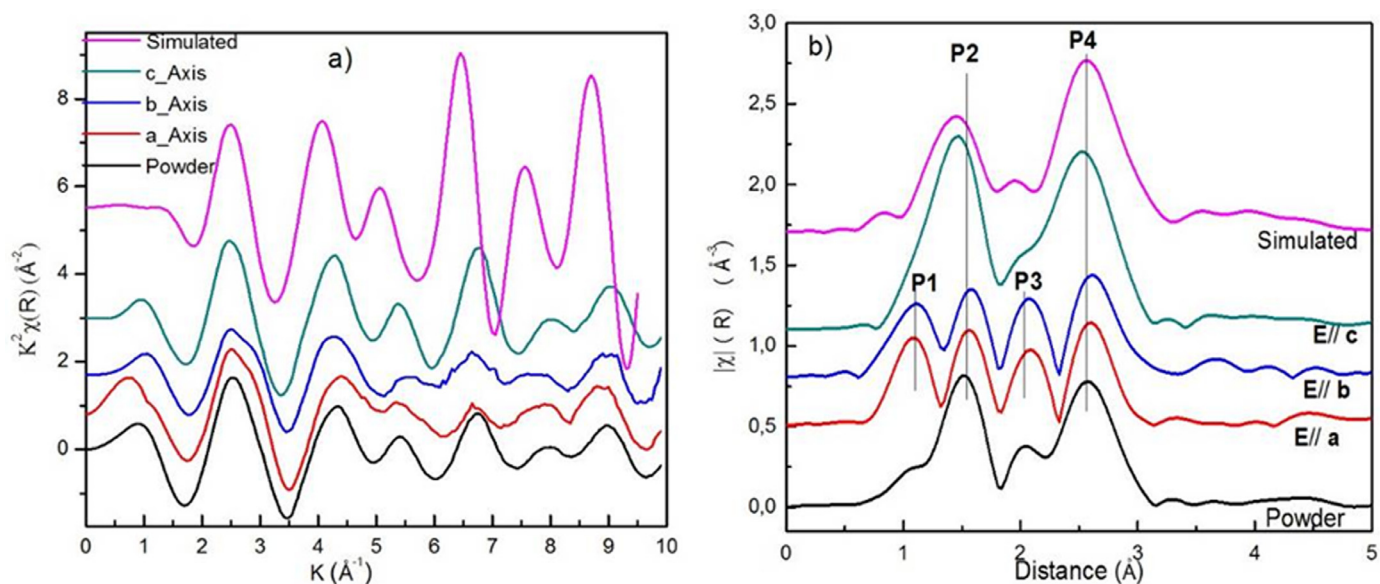 a)
Simulated
c_Axis
b_Axis
a_Axis
Powder
8
6
4
2
0
K²χ(R) (Å⁻²)
0 1 2 3 4 5 6 7 8 9 10
K (Å⁻¹)
b)
3,0
2,5
2,0
1,5
1,0
0,5
0,0
|χ| ( R) ( Å⁻³)
P2
P4
P1
P3
Simulated
E// c
E// b
E// a
Powder
0 1 2 3 4 5
Distance (Å)